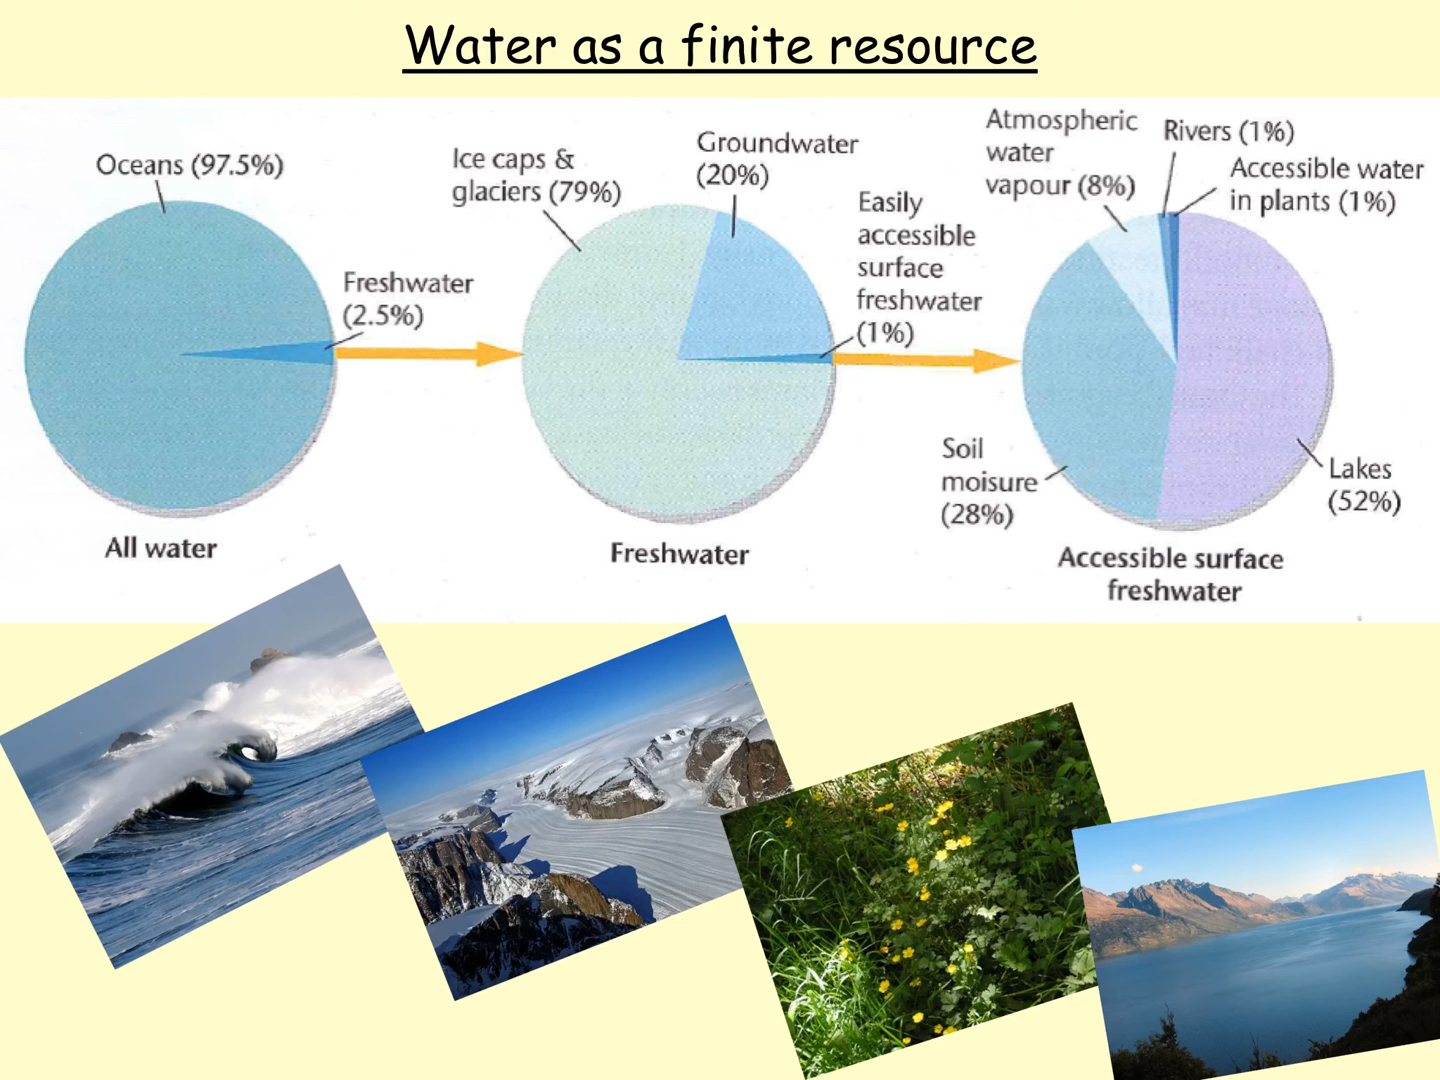 Water as a finite resource
Oceans (97.5%)
Freshwater
(2.5%)
All water
Ice caps &
glaciers (79%)
Groundwater
(20%)
Easily
accessible
surface
freshwater
(1%)
Freshwater
Atmospheric
water
vapour (8%)
Rivers (1%)
Accessible water
in plants (1%)
Soil
moisure
(28%)
Lakes
(52%)
Accessible surface
freshwater